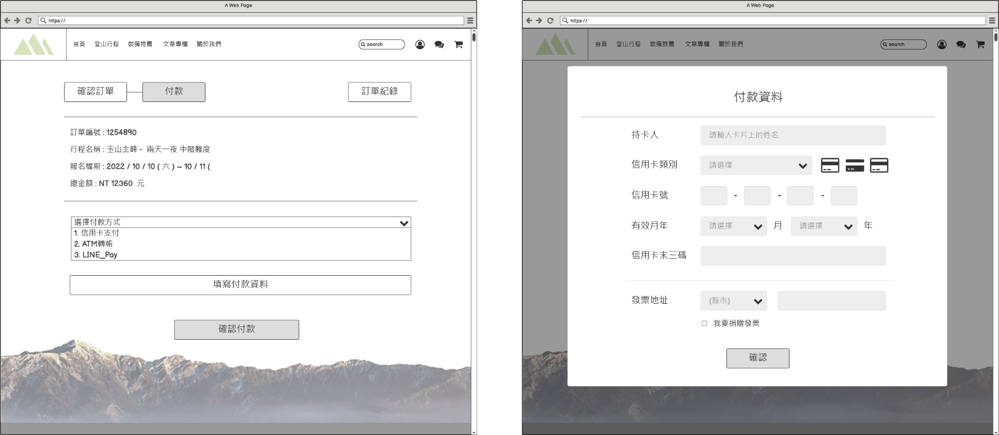 A Web Page
https://
首頁 登山行程 裝備推薦 文章專欄 關於我們 search
確認訂單 付款 訂單紀錄
訂單編號 : 1254890
行程名稱 : 玉山主峰 - 兩天一夜 中階難度
報名檔期 : 2022 / 10 / 10 ( 六 ) ~ 10 / 11 (
總金額 : NT 12360 元
選擇付款方式
1. 信用卡支付
2. ATM轉帳
3. LINE_Pay
填寫付款資料
確認付款
A Web Page
https://
首頁 登山行程 裝備推薦 文章專欄 關於我們 search
付款資料
持卡人 請輸入卡片上的姓名
信用卡類別 請選擇
信用卡號 - - -
有效月年 請選擇 月 請選擇 年
信用卡末三碼
發票地址 (縣市)
我要捐贈發票
確認